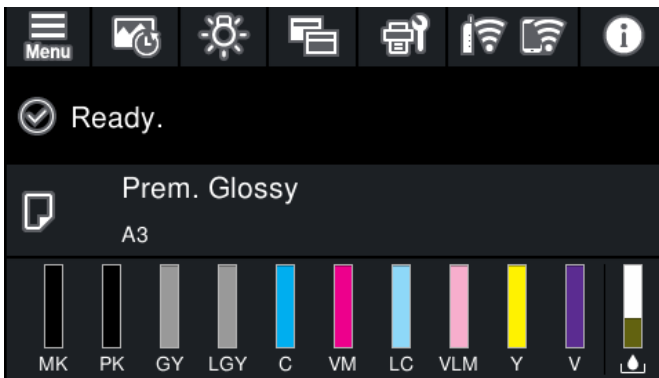 Menu
Ready.
Prem. Glossy
A3
MK PK GY LGY C VM LC VLM Y V